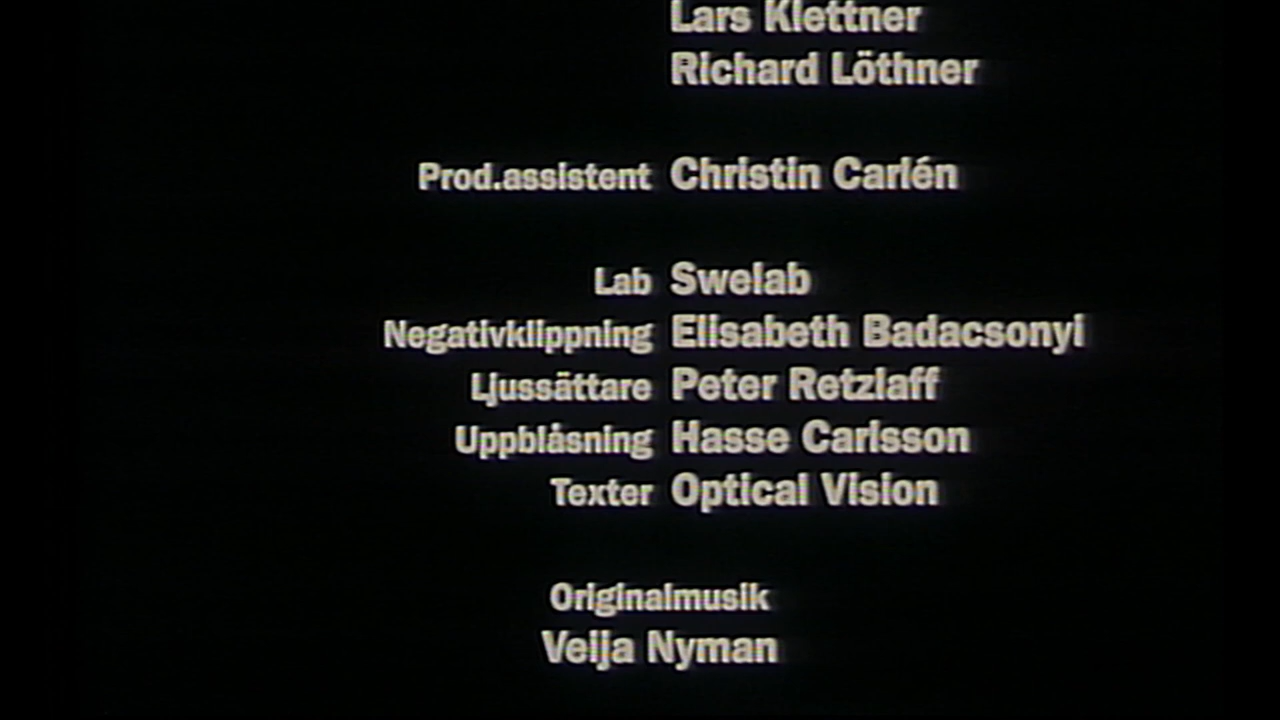 Lars Klettner
Richard Löthner
Prod.assistent Christin Carlén
Lab Swelab
Negativklippning Elisabeth Badacsonyi
Ljussättare Peter Retzlaff
Uppblåsning Hasse Carlsson
Texter Optical Vision
Originalmusik
Veija Nyman